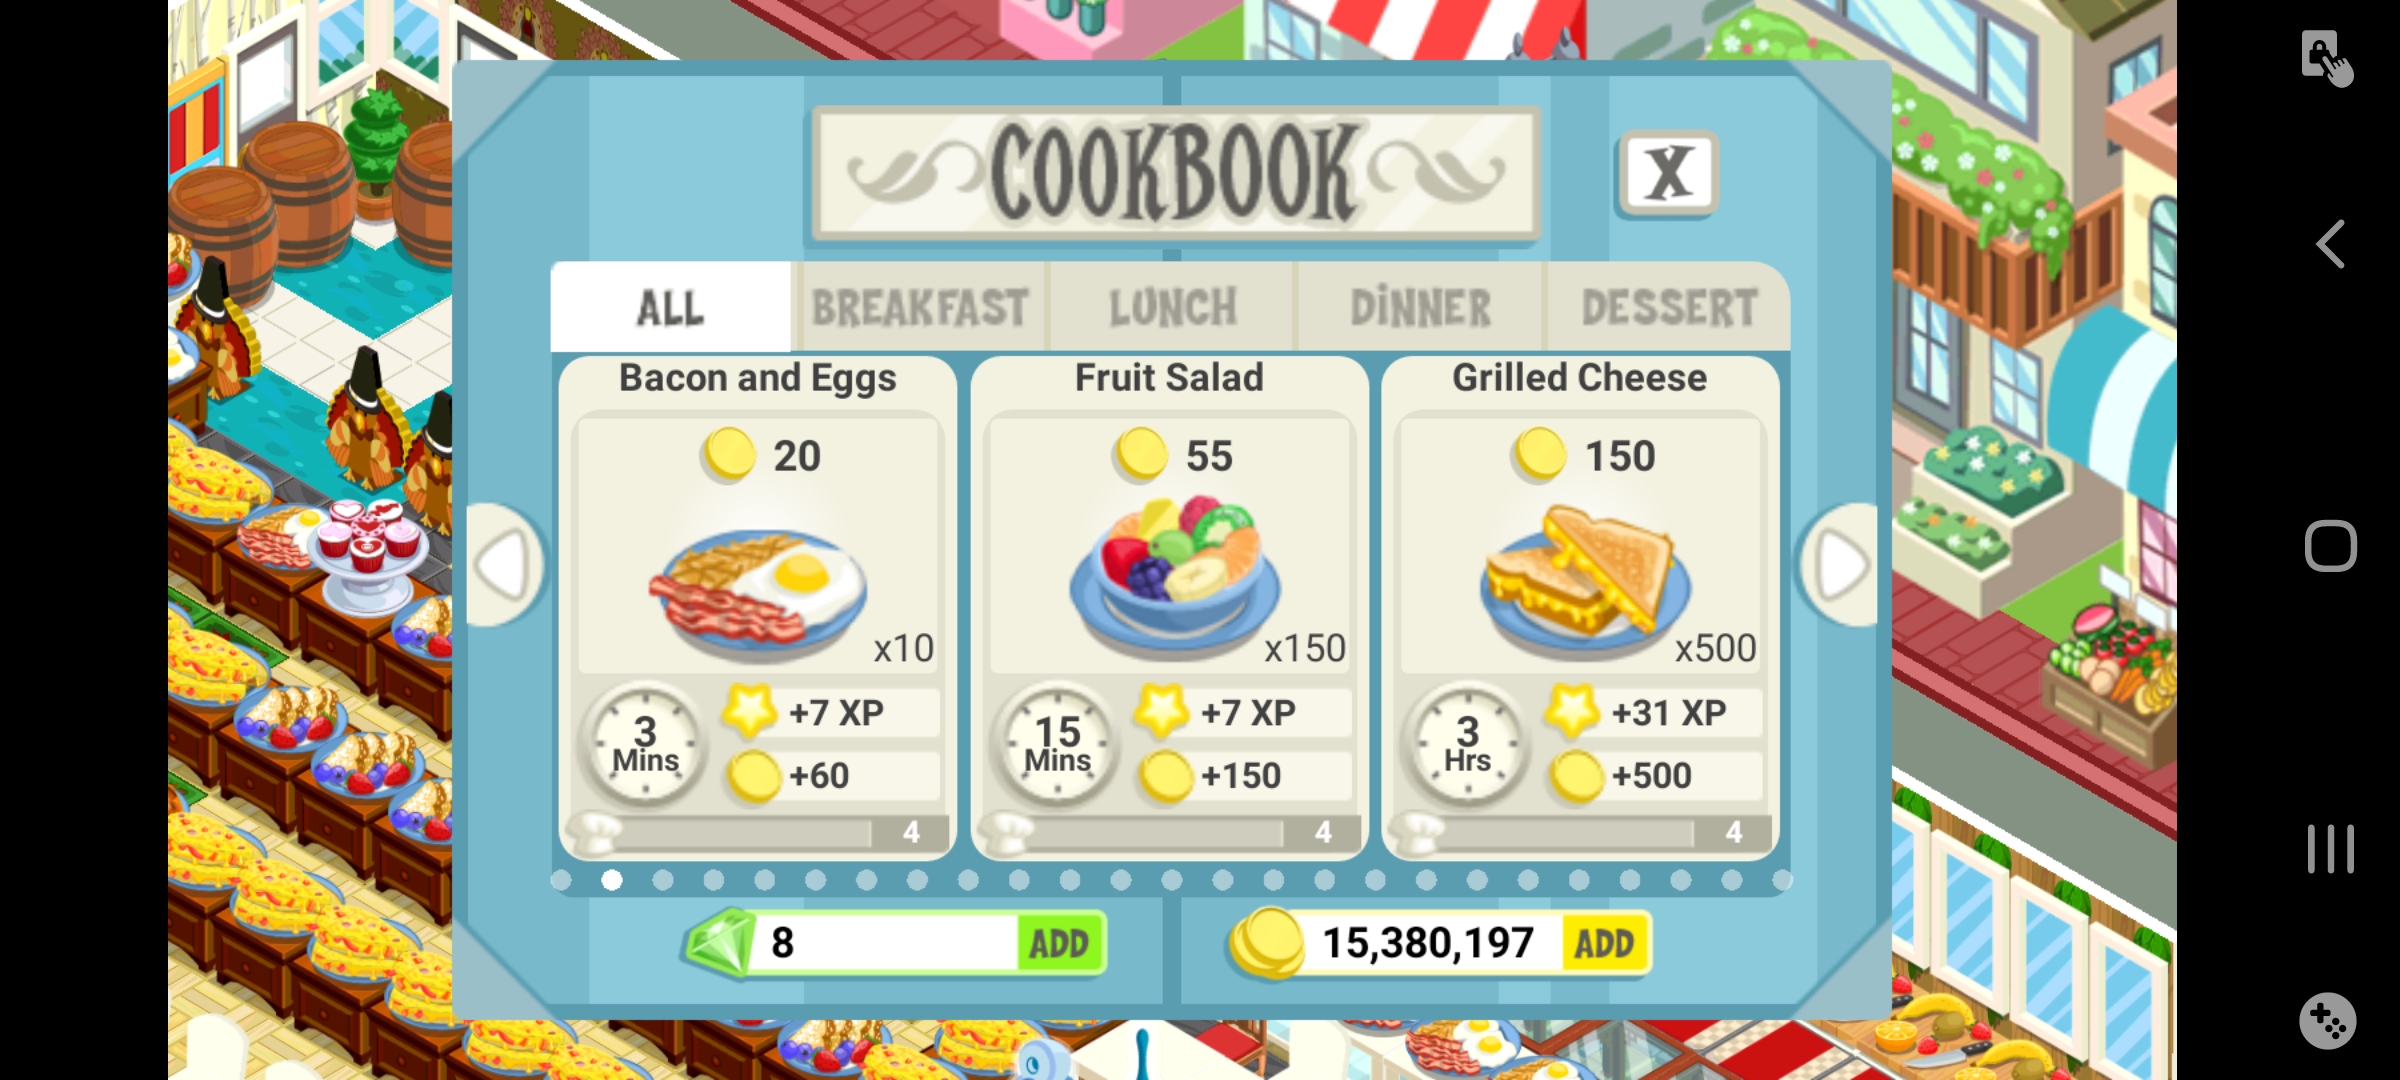 COOKBOOK
X
ALL BREAKFAST LUNCH DINNER DESSERT
Bacon and Eggs
20
x10
3 Mins
+7 XP
+60
4
Fruit Salad
55
x150
15 Mins
+7 XP
+150
4
Grilled Cheese
150
x500
3 Hrs
+31 XP
+500
4
8 ADD
15,380,197 ADD